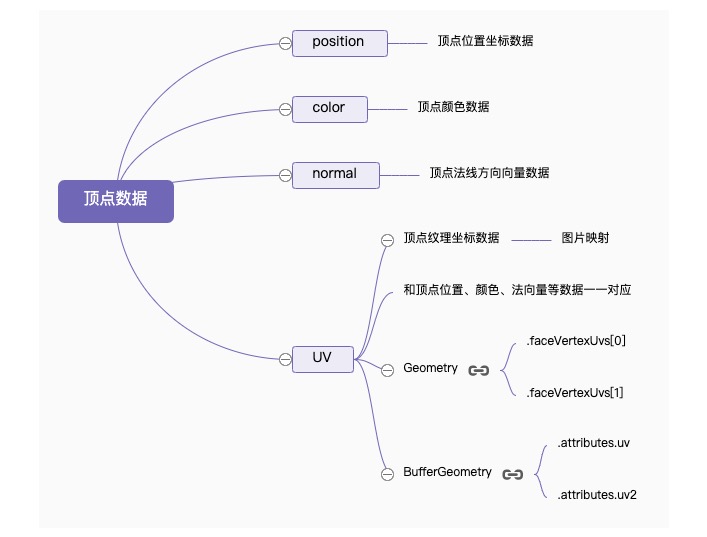 position
顶点位置坐标数据
color
顶点颜色数据
normal
顶点法线方向向量数据
顶点数据
顶点纹理坐标数据
图片映射
和顶点位置、颜色、法向量等数据一一对应
.faceVertexUvs[0]
UV
Geometry
.faceVertexUvs[1]
.attributes.uv
BufferGeometry
.attributes.uv2